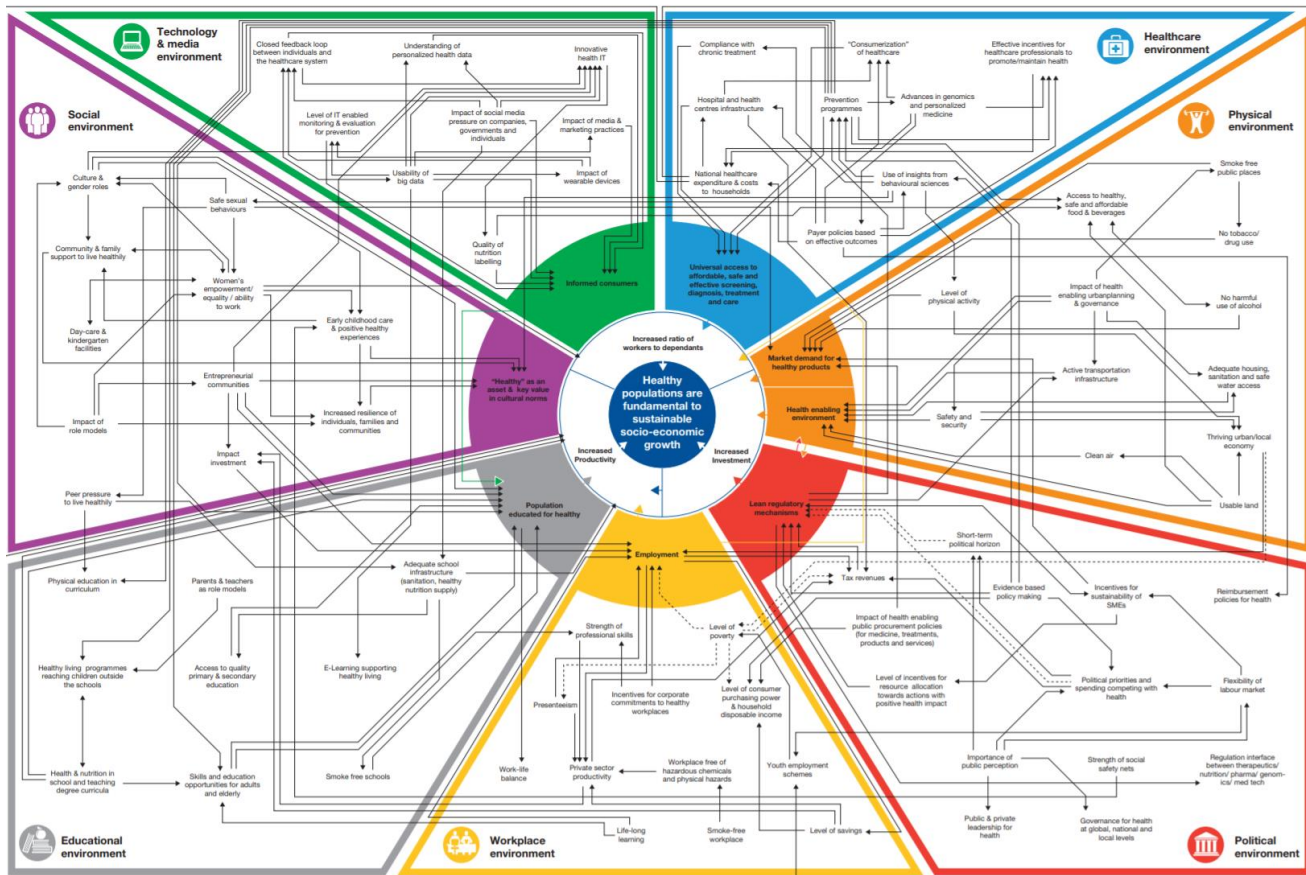 Technology
& media
environment
Closed feedback loop
between individuals and
the healthcare system
Understanding of
personalized health data
Innovative
health IT
Level of IT enabled
monitoring & evaluation
for prevention
Impact of social media
pressure on companies,
governments and
individuals
Impact of media &
marketing practices
Usability of
big data
Impact of
wearable devices
Quality of
nutrition
labelling
Informed consumers
Healthcare
environment
Compliance with
chronic treatment
"Consumerization"
of healthcare
Effective incentives for
healthcare professionals to
promote/maintain health
Hospital and health
centres infrastructure
Prevention
programmes
Advances in genomics
and personalized
medicine
National healthcare
expenditure & costs
to households
Use of insights from
behavioural sciences
Payer policies based
on effective outcomes
Universal access to
affordable, safe and
effective screening,
diagnosis, treatment
and care
Physical
environment
Smoke free
public places
Access to healthy,
safe and affordable
food & beverages
No tobacco/
drug use
Level of
physical activity
Impact of health
enabling urbanplanning
& governance
No harmful
use of alcohol
Market demand for
healthy products
Active transportation
infrastructure
Adequate housing,
sanitation and safe
water access
Health enabling
environment
Safety and
security
Thriving urban/local
economy
Clean air
Usable land
Social
environment
Culture &
gender roles
Safe sexual
behaviours
Community & family
support to live healthily
Women's
empowerment/
equality / ability
to work
Day-care &
kindergarten
facilities
Early childhood care
& positive healthy
experiences
Entrepreneurial
communities
"Healthy" as an
asset & key value
in cultural norms
Impact of
role models
Increased resilience of
individuals, families and
communities
Impact
investment
Peer pressure
to live healthily
Increased ratio of
workers to dependants
Healthy
populations are
fundamental to
sustainable
socio-economic
growth
Increased
Productivity
Increased
Investment
Population
educated for healthy
Physical education in
curriculum
Parents & teachers
as role models
Adequate school
infrastructure
(sanitation, healthy
nutrition supply)
Healthy living programmes
reaching children outside
the schools
Access to quality
primary & secondary
education
E-Learning supporting
healthy living
Health & nutrition in
school and teaching
degree curricula
Skills and education
opportunities for adults
and elderly
Smoke free schools
Life-long
learning
Educational
environment
Employment
Strength of
professional skills
Level of
poverty
Presenteeism
Incentives for corporate
commitments to healthy
workplaces
Level of consumer
purchasing power
& household
disposable income
Work-life
balance
Private sector
productivity
Workplace free of
hazardous chemicals
and physical hazards
Youth employment
schemes
Smoke-free
workplace
Level of savings
Workplace
environment
Lean regulatory
mechanisms
Short-term
political horizon
Tax revenues
Evidence based
policy making
Incentives for
sustainability of
SMEs
Reimbursement
policies for health
Impact of health enabling
public procurement policies
(for medicine, treatments,
products and services)
Level of incentives for
resource allocation
towards actions with
positive health impact
Political priorities and
spending competing with
health
Flexibility of
labour market
Importance of
public perception
Strength of social
safety nets
Regulation interface
between therapeutics/
nutrition/ pharma/ genom-
ics/ med tech
Public & private
leadership for
health
Governance for health
at global, national and
local levels
Political
environment